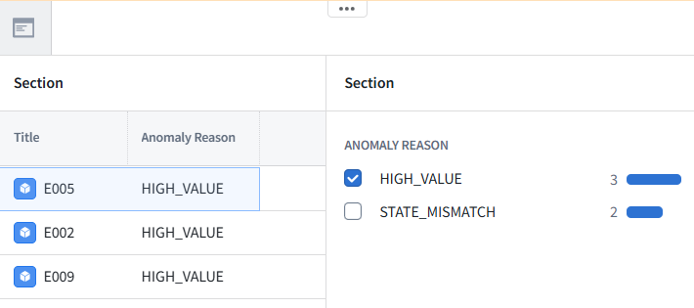 Section
Title Anomaly Reason
E005 HIGH_VALUE
E002 HIGH_VALUE
E009 HIGH_VALUE
Section
ANOMALY REASON
HIGH_VALUE 3
STATE_MISMATCH 2